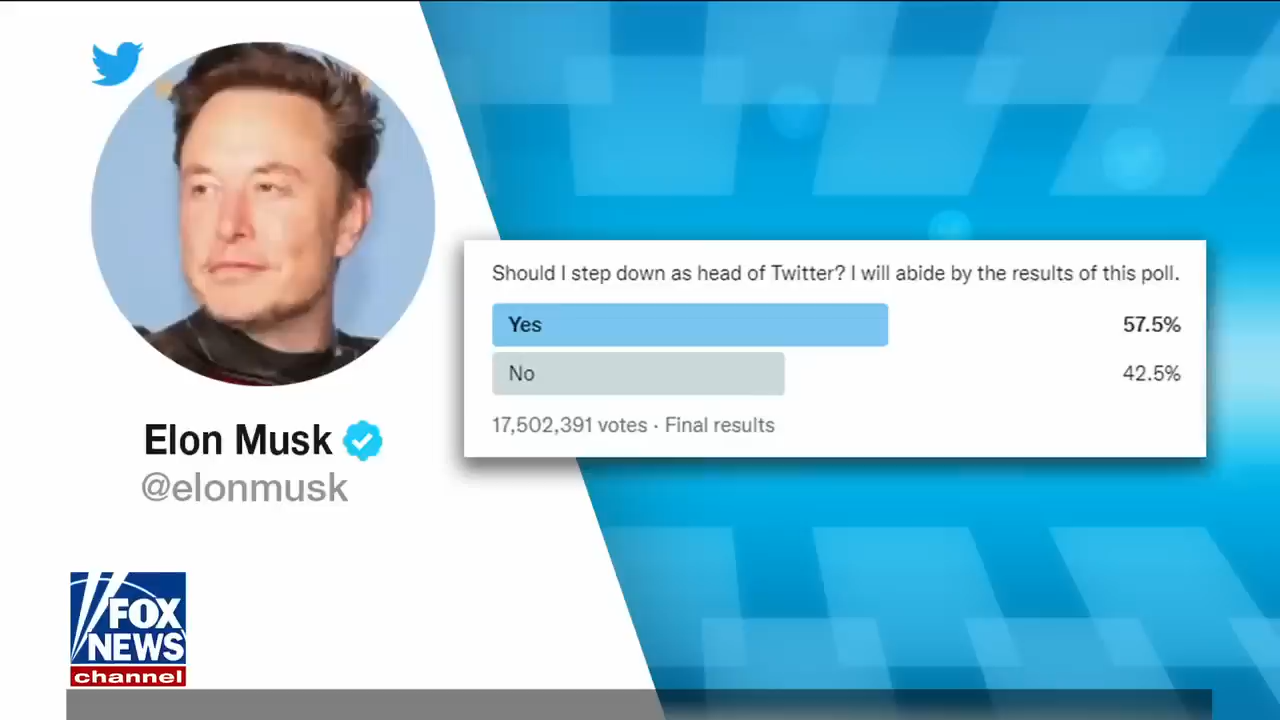 Elon Musk
@elonmusk
Should I step down as head of Twitter? I will abide by the results of this poll.
Yes 57.5%
No 42.5%
17,502,391 votes · Final results
FOX
NEWS
channel